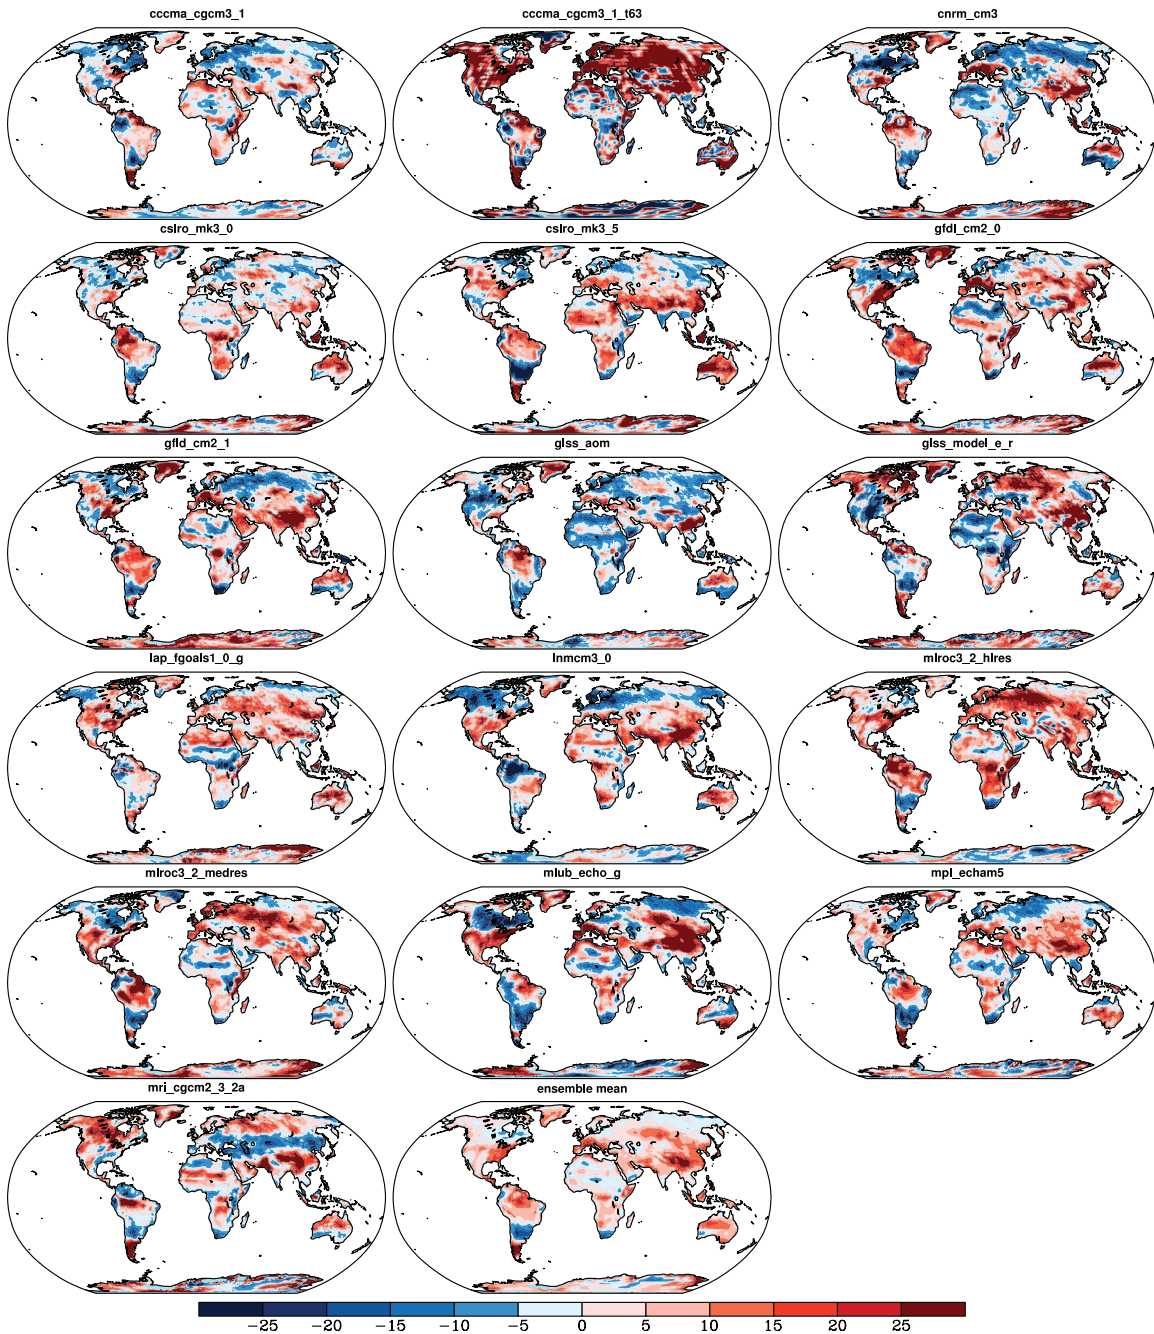 cccma_cgcm3_1 cccma_cgcm3_1_t63 cnrm_cm3
csiro_mk3_0 csiro_mk3_5 gfdl_cm2_0
gfld_cm2_1 giss_aom giss_model_e_r
iap_fgoals1_0_g inmcm3_0 miroc3_2_hires
miroc3_2_medres miub_echo_g mpi_echam5
mri_cgcm2_3_2a ensemble mean
-25 -20 -15 -10 -5 0 5 10 15 20 25